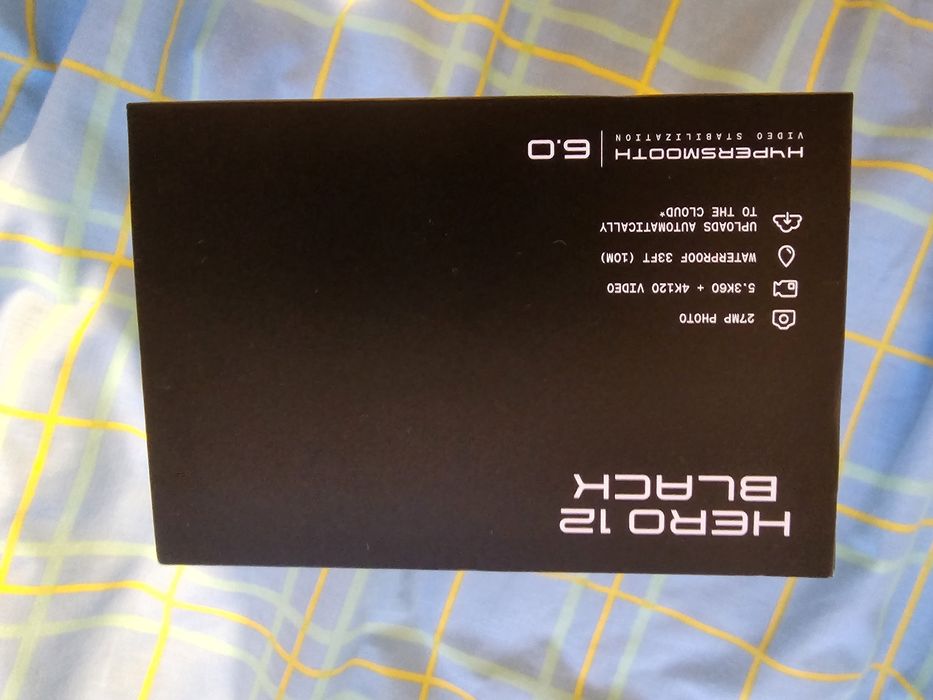 HERO 12
BLACK
27MP PHOTO
5.3K60 + 4K120 VIDEO
WATERPROOF 33FT (10M)
UPLOADS AUTOMATICALLY
TO THE CLOUD*
HYPERSMOOTH
VIDEO STABILIZATION
6.0